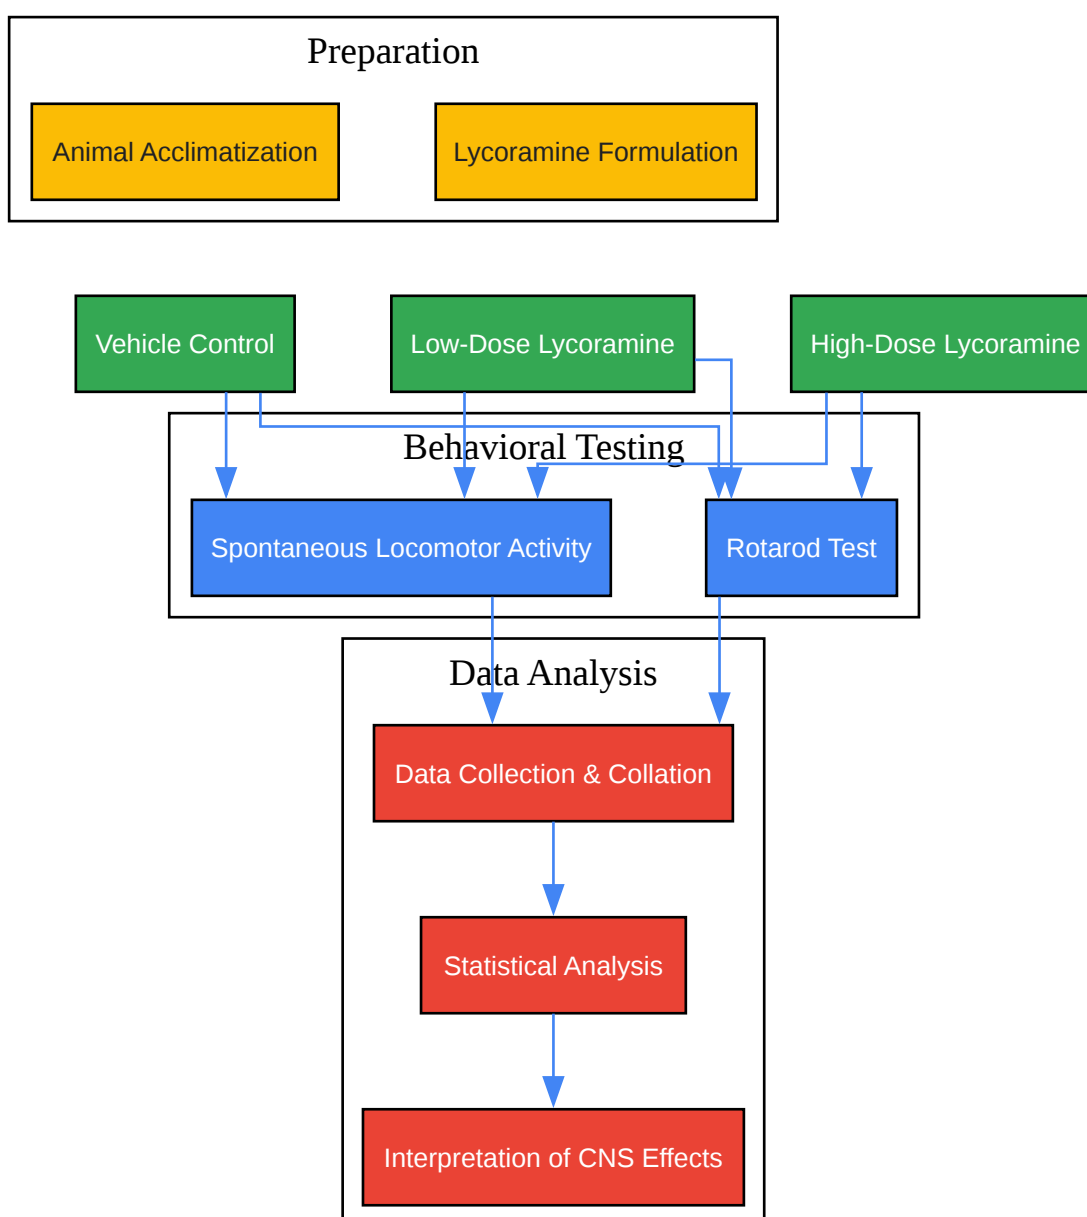 Preparation
Animal Acclimatization
Lycoramine Formulation
Vehicle Control
Low-Dose Lycoramine
High-Dose Lycoramine
Behavioral Testing
Spontaneous Locomotor Activity
Rotarod Test
Data Analysis
Data Collection & Collation
Statistical Analysis
Interpretation of CNS Effects